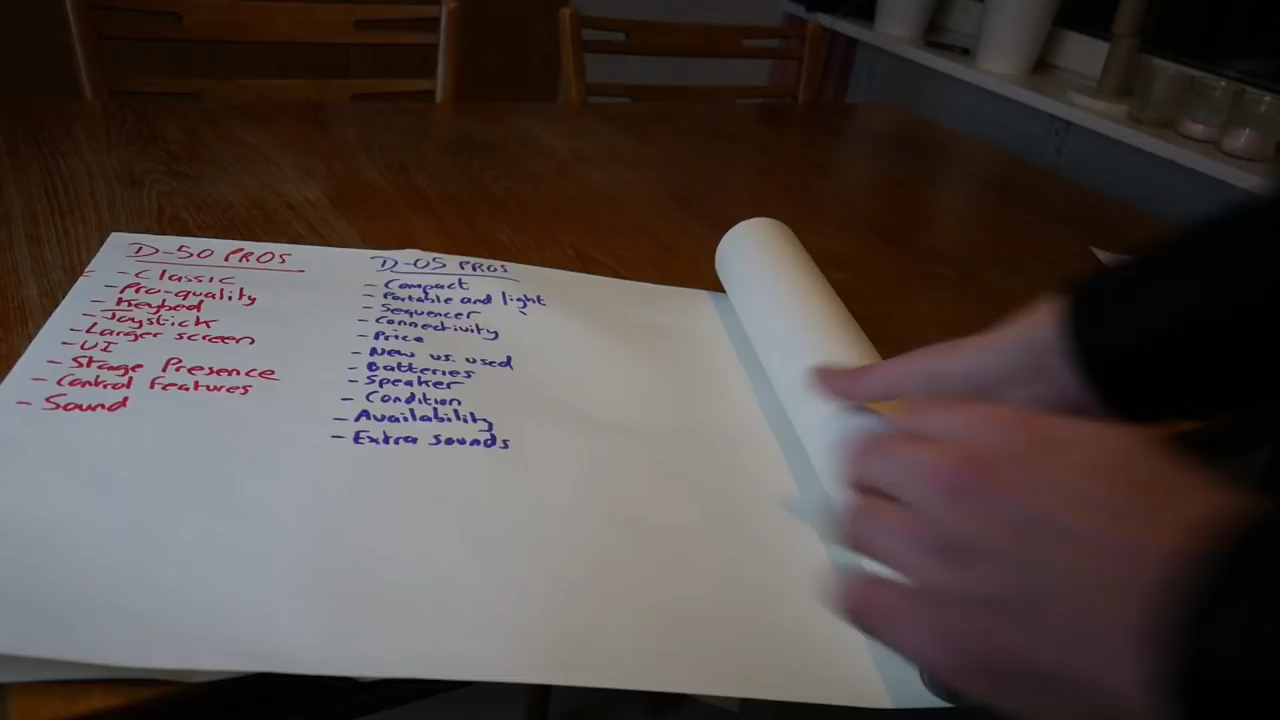 D-50 PROS
- Classic
- Pro-quality
- Keybed
- Joystick
- Larger screen
- UI
- Stage Presence
- Control features
- Sound
D-05 PROS
- Compact
- Portable and light
- Sequencer
- Connectivity
- Price
- New vs. used
- Batteries
- Speaker
- Condition
- Availability
- Extra sounds